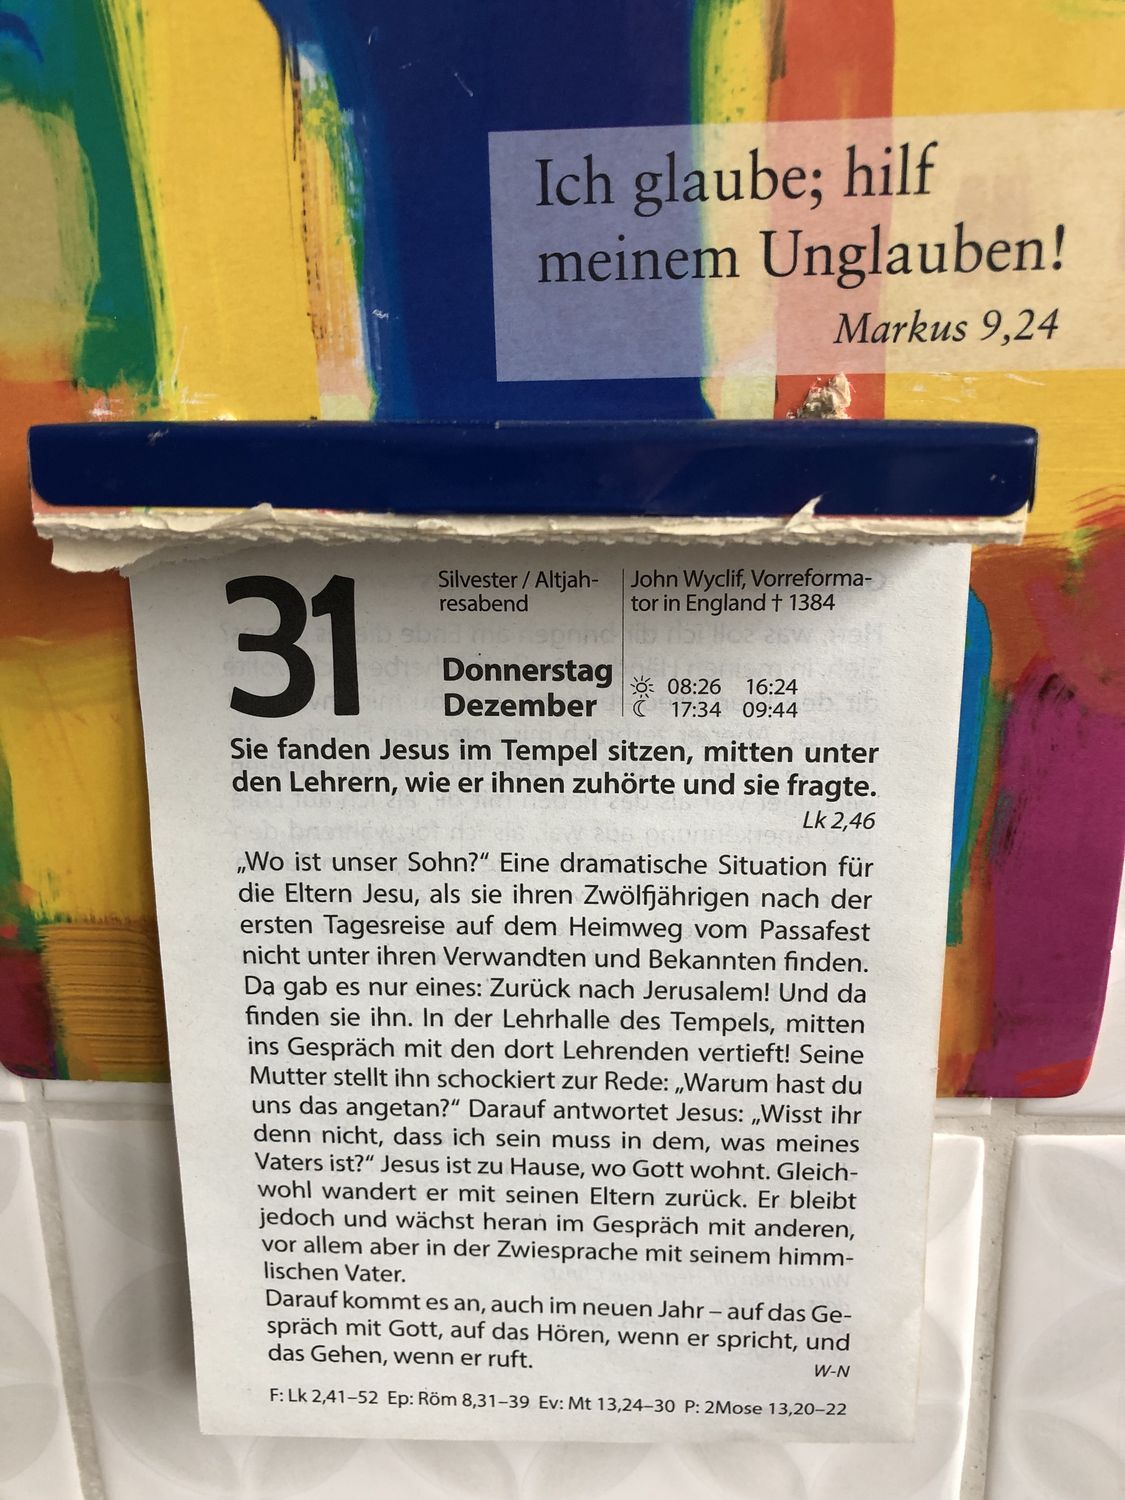 Ich glaube; hilf
meinem Unglauben!
Markus 9,24
31
Silvester / Altjah-
resabend
Donnerstag
Dezember
John Wyclif, Vorreforma-
tor in England † 1384
08:26 16:24
17:34 09:44
Sie fanden Jesus im Tempel sitzen, mitten unter
den Lehrern, wie er ihnen zuhörte und sie fragte.
Lk 2,46
„Wo ist unser Sohn?“ Eine dramatische Situation für
die Eltern Jesu, als sie ihren Zwölfjährigen nach der
ersten Tagesreise auf dem Heimweg vom Passafest
nicht unter ihren Verwandten und Bekannten finden.
Da gab es nur eines: Zurück nach Jerusalem! Und da
finden sie ihn. In der Lehrhalle des Tempels, mitten
ins Gespräch mit den dort Lehrenden vertieft! Seine
Mutter stellt ihn schockiert zur Rede: „Warum hast du
uns das angetan?“ Darauf antwortet Jesus: „Wisst ihr
denn nicht, dass ich sein muss in dem, was meines
Vaters ist?“ Jesus ist zu Hause, wo Gott wohnt. Gleich-
wohl wandert er mit seinen Eltern zurück. Er bleibt
jedoch und wächst heran im Gespräch mit anderen,
vor allem aber in der Zwiesprache mit seinem himm-
lischen Vater.
Darauf kommt es an, auch im neuen Jahr – auf das Ge-
spräch mit Gott, auf das Hören, wenn er spricht, und
das Gehen, wenn er ruft.
W-N
F: Lk 2,41–52 Ep: Röm 8,31–39 Ev: Mt 13,24–30 P: 2Mose 13,20–22